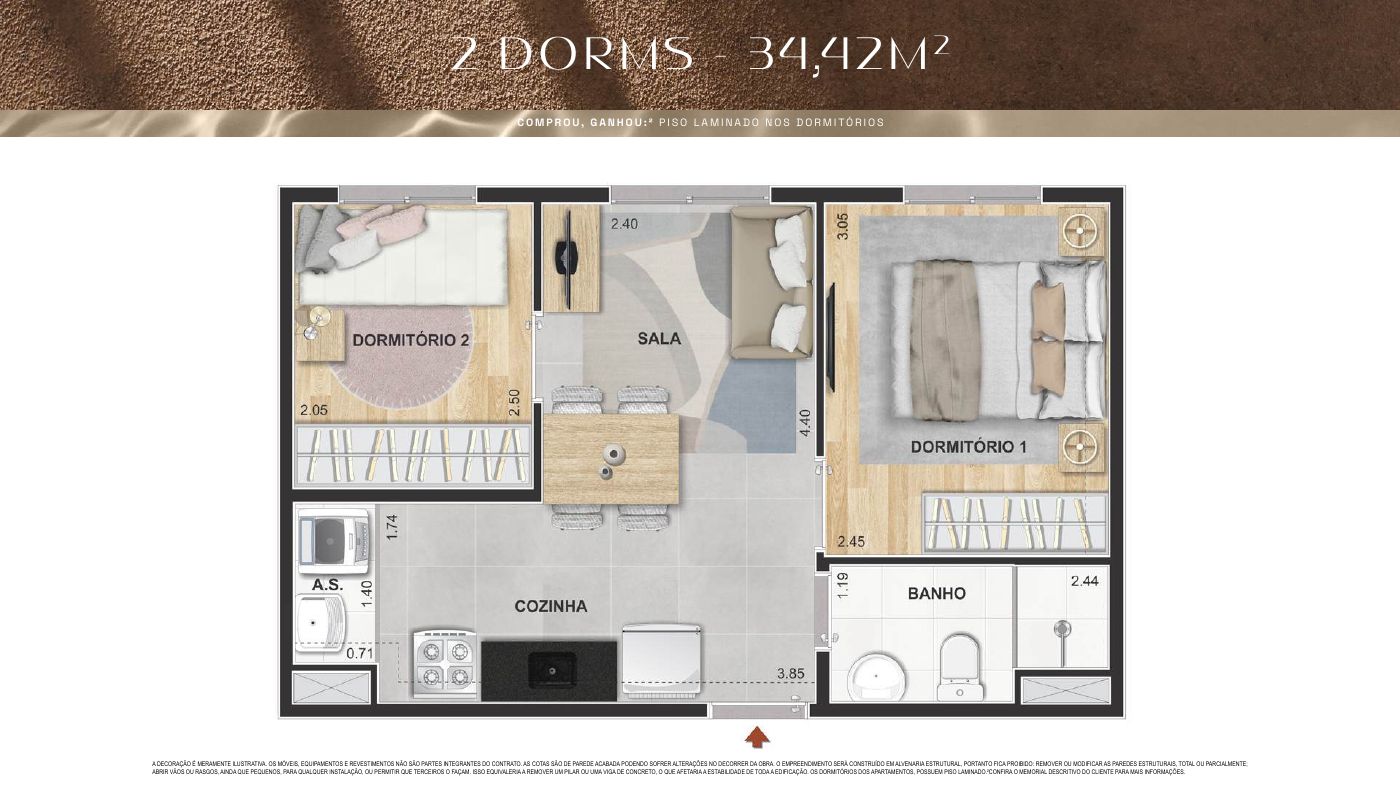 2 DORMS - 34,42M²
COMPROU, GANHOU:² PISO LAMINADO NOS DORMITÓRIOS
2.40
3.05
SALA
DORMITÓRIO 2
2.05
2.50
4.40
DORMITÓRIO 1
2.45
1.74
A.S.
1.40
0.71
COZINHA
3.85
1.19
BANHO
2.44
A DECORAÇÃO É MERAMENTE ILUSTRATIVA. OS MÓVEIS, EQUIPAMENTOS E REVESTIMENTOS NÃO SÃO PARTES INTEGRANTES DO CONTRATO. AS COTAS SÃO DE PAREDE ACABADA PODENDO SOFRER ALTERAÇÕES NO DECORRER DA OBRA. O EMPREENDIMENTO SERÁ CONSTRUÍDO EM ALVENARIA ESTRUTURAL, PORTANTO FICA PROIBIDO: REMOVER OU MODIFICAR AS PAREDES ESTRUTURAIS, TOTAL OU PARCIALMENTE;
ABRIR VÃOS OU RASGOS, AINDA QUE PEQUENOS, PARA QUALQUER INSTALAÇÃO, OU PERMITIR QUE TERCEIROS O FAÇAM. ISSO EQUIVALERIA A REMOVER UM PILAR OU UMA VIGA DE CONCRETO, O QUE AFETARIA A ESTABILIDADE DE TODA A EDIFICAÇÃO. OS DORMITÓRIOS DOS APARTAMENTOS, POSSUEM PISO LAMINADO.²CONFIRA O MEMORIAL DESCRITIVO DO CLIENTE PARA MAIS INFORMAÇÕES.